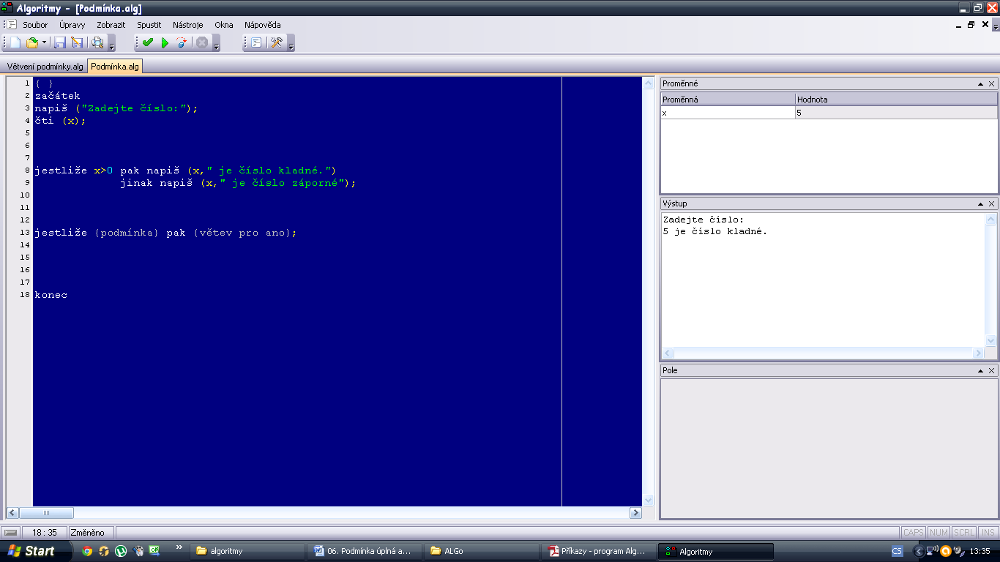 Algoritmy - [Podmínka.alg]
Soubor Úpravy Zobrazit Spustit Nástroje Okna Nápověda
Větvení podmínky.alg Podmínka.alg
1 { }
2 začátek
3 napiš ("Zadejte číslo:");
4 čti (x);
5
6
7
8 jestliže x>0 pak napiš (x," je číslo kladné.")
9 jinak napiš (x," je číslo záporné");
10
11
12
13 jestliže {podmínka} pak {větev pro ano};
14
15
16
17
18 konec
Proměnné
Proměnná Hodnota
x 5
Výstup
Zadejte číslo:
5 je číslo kladné.
Pole
18 : 35 Změněno
CAPS NUM SCRL INS
Start » algoritmy 06. Podmínka úplná a... ALGo Příkazy - program Alg... Algoritmy CS 13:35